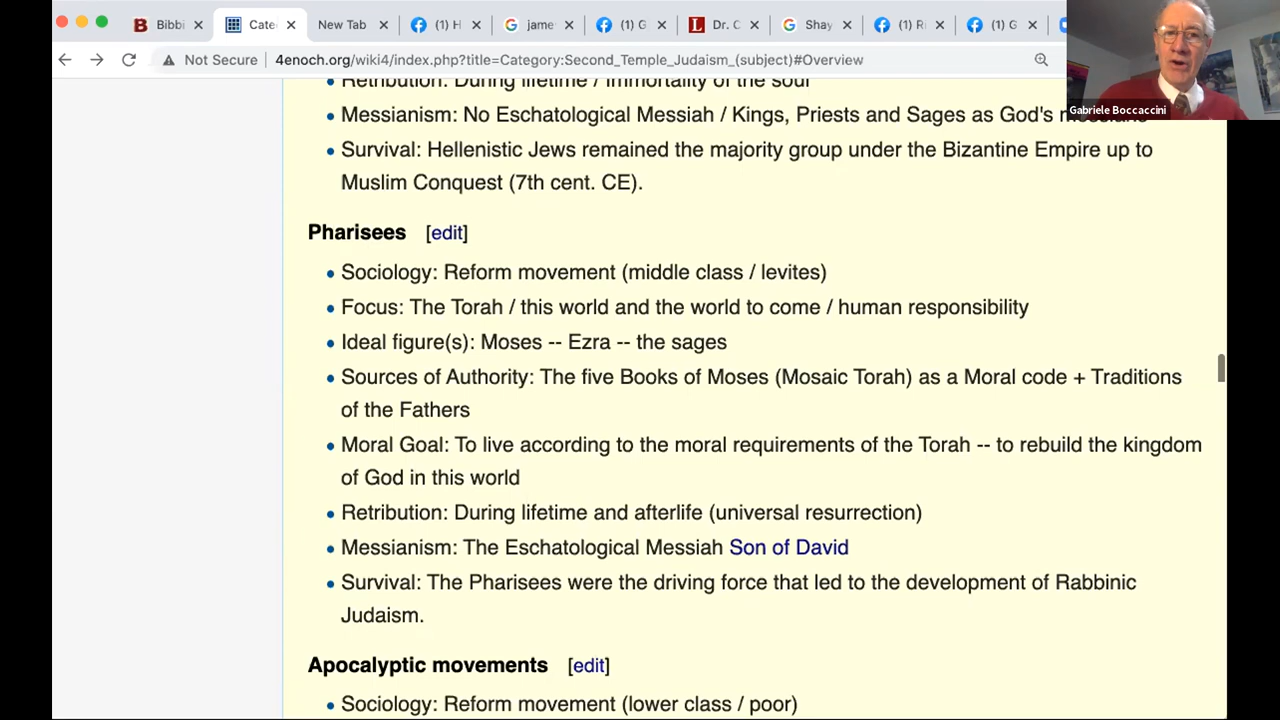 Bibbi
Cate
New Tab
(1) H
jame
(1) G
Dr. C
Shay
(1) Ri
(1) G
Not Secure
4enoch.org/wiki4/index.php?title=Category:Second_Temple_Judaism_(subject)#Overview
Gabriele Boccaccini
Retribution: During lifetime / Immortality of the soul
Messianism: No Eschatological Messiah / Kings, Priests and Sages as God's messiahs
Survival: Hellenistic Jews remained the majority group under the Bizantine Empire up to
Muslim Conquest (7th cent. CE).
Pharisees [edit]
Sociology: Reform movement (middle class / levites)
Focus: The Torah / this world and the world to come / human responsibility
Ideal figure(s): Moses -- Ezra -- the sages
Sources of Authority: The five Books of Moses (Mosaic Torah) as a Moral code + Traditions
of the Fathers
Moral Goal: To live according to the moral requirements of the Torah -- to rebuild the kingdom
of God in this world
Retribution: During lifetime and afterlife (universal resurrection)
Messianism: The Eschatological Messiah Son of David
Survival: The Pharisees were the driving force that led to the development of Rabbinic
Judaism.
Apocalyptic movements [edit]
Sociology: Reform movement (lower class / poor)